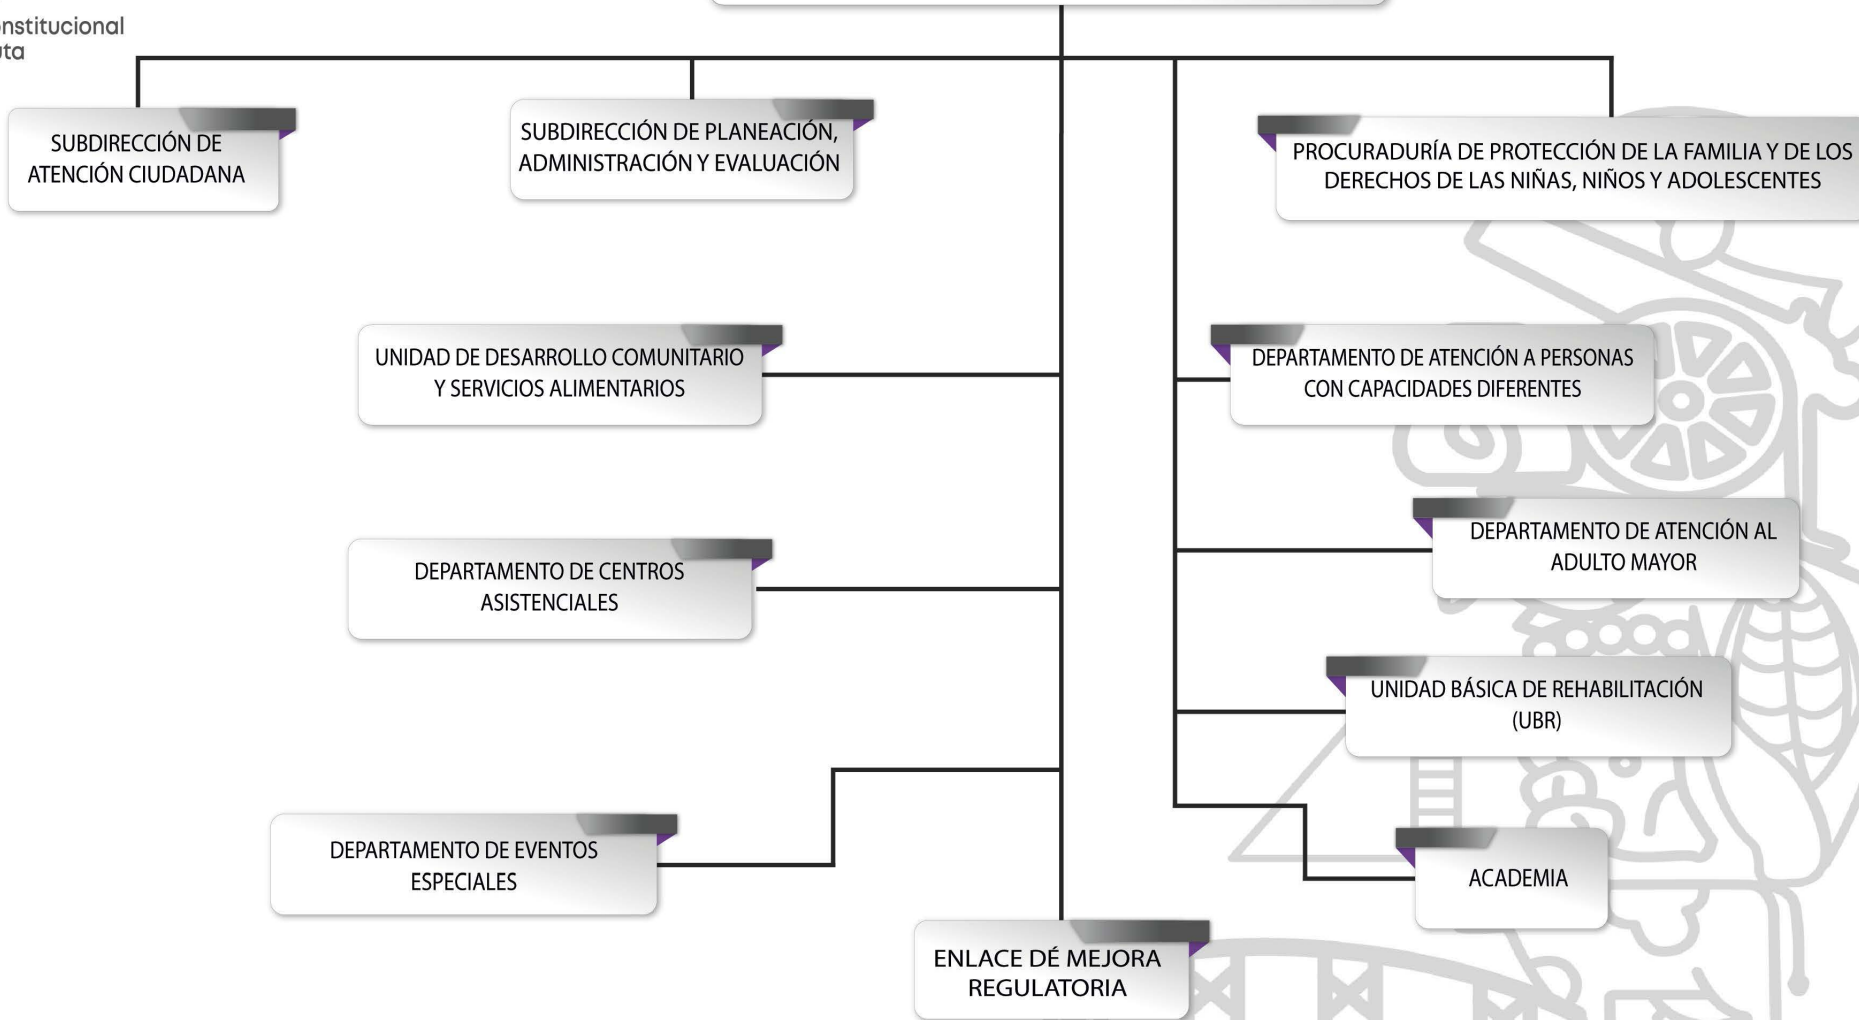 nstitucional
uta
SUBDIRECCIÓN DE
ATENCIÓN CIUDADANA
SUBDIRECCIÓN DE PLANEACIÓN,
ADMINISTRACIÓN Y EVALUACIÓN
PROCURADURÍA DE PROTECCIÓN DE LA FAMILIA Y DE LOS
DERECHOS DE LAS NIÑAS, NIÑOS Y ADOLESCENTES
UNIDAD DE DESARROLLO COMUNITARIO
Y SERVICIOS ALIMENTARIOS
DEPARTAMENTO DE ATENCIÓN A PERSONAS
CON CAPACIDADES DIFERENTES
DEPARTAMENTO DE ATENCIÓN AL
ADULTO MAYOR
DEPARTAMENTO DE CENTROS
ASISTENCIALES
UNIDAD BÁSICA DE REHABILITACIÓN
(UBR)
DEPARTAMENTO DE EVENTOS
ESPECIALES
ACADEMIA
ENLACE DÉ MEJORA
REGULATORIA